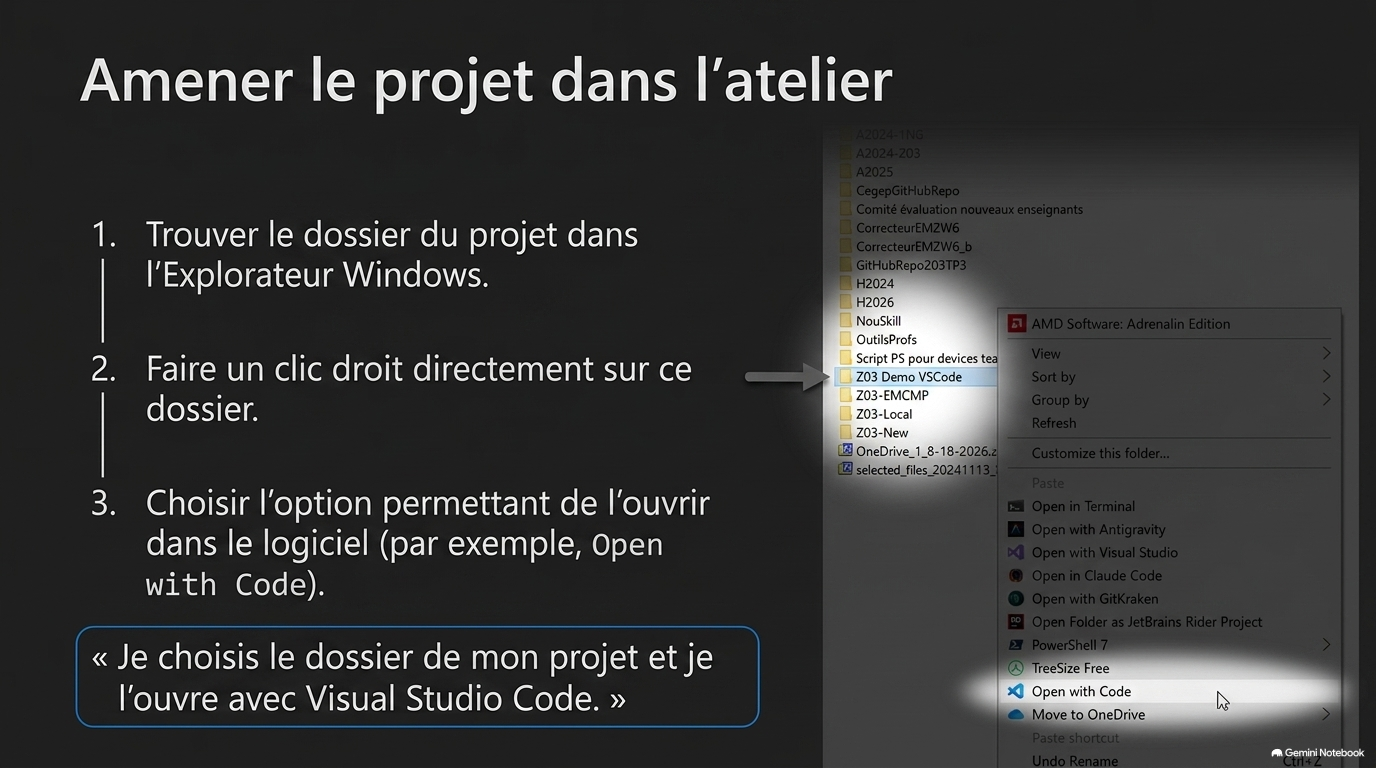 Amener le projet dans l’atelier
1. Trouver le dossier du projet dans
l’Explorateur Windows.
2. Faire un clic droit directement sur ce
dossier.
3. Choisir l’option permettant de l’ouvrir
dans le logiciel (par exemple, Open
with Code).
« Je choisis le dossier de mon projet et je
l’ouvre avec Visual Studio Code. »
A2024-1NG
A2024-203
A2025
CegepGitHubRepo
Comité évaluation nouveaux enseignants
CorrecteurEMZW6
CorrecteurEMZW6_b
GitHubRepo203TP3
H2024
H2026
NouSkill
OutilsProfs
Script PS pour devices tea
Z03 Demo VSCode
Z03-EMCMP
Z03-Local
Z03-New
OneDrive_1_8-18-2026.z
selected_files_20241113_
AMD Software: Adrenalin Edition
View
Sort by
Group by
Refresh
Customize this folder...
Paste
Open in Terminal
Open with Antigravity
Open with Visual Studio
Open in Claude Code
Open with GitKraken
Open Folder as JetBrains Rider Project
PowerShell 7
TreeSize Free
Open with Code
Move to OneDrive
Paste shortcut
Undo Rename Ctrl+Z
Gemini Notebook